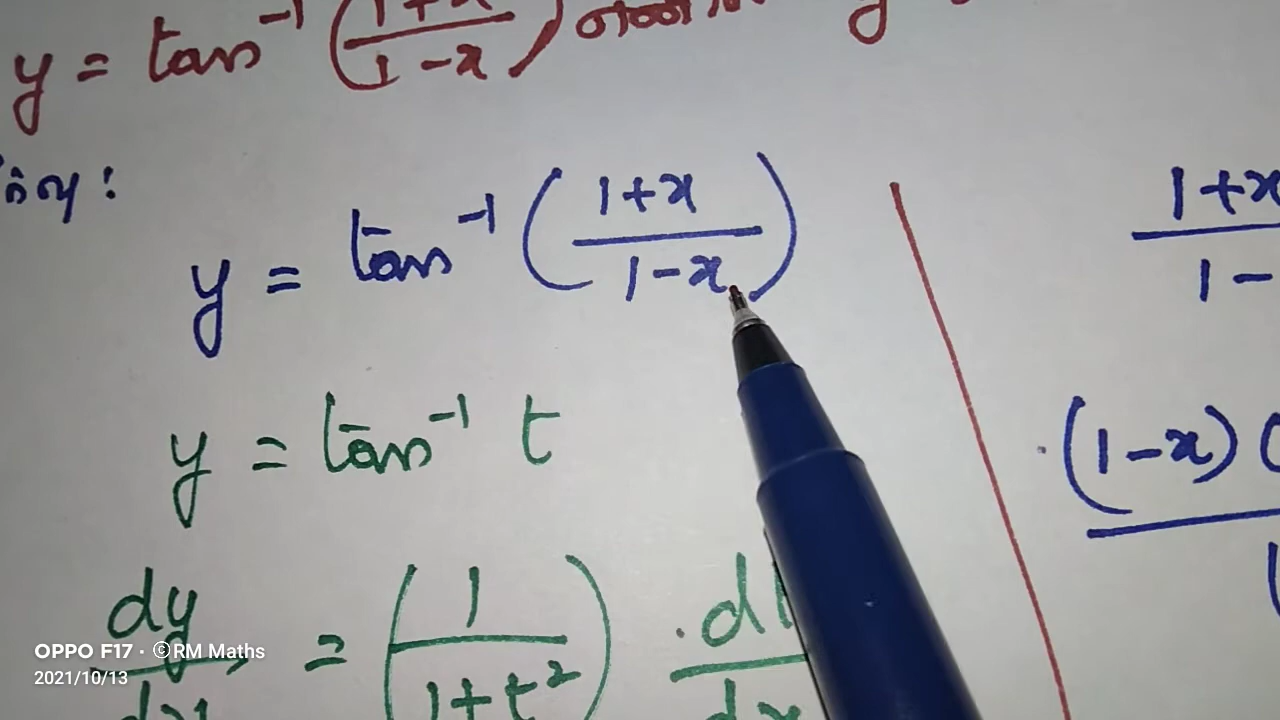 y = tan⁻¹ (1+x / 1-x)
y = tan⁻¹ (1+x / 1-x)
1+x / 1-
y = tan⁻¹ t
(1-x) (
dy/dx = (1 / 1+t²) · dt/dx
OPPO F17 · ©RM Maths
2021/10/13